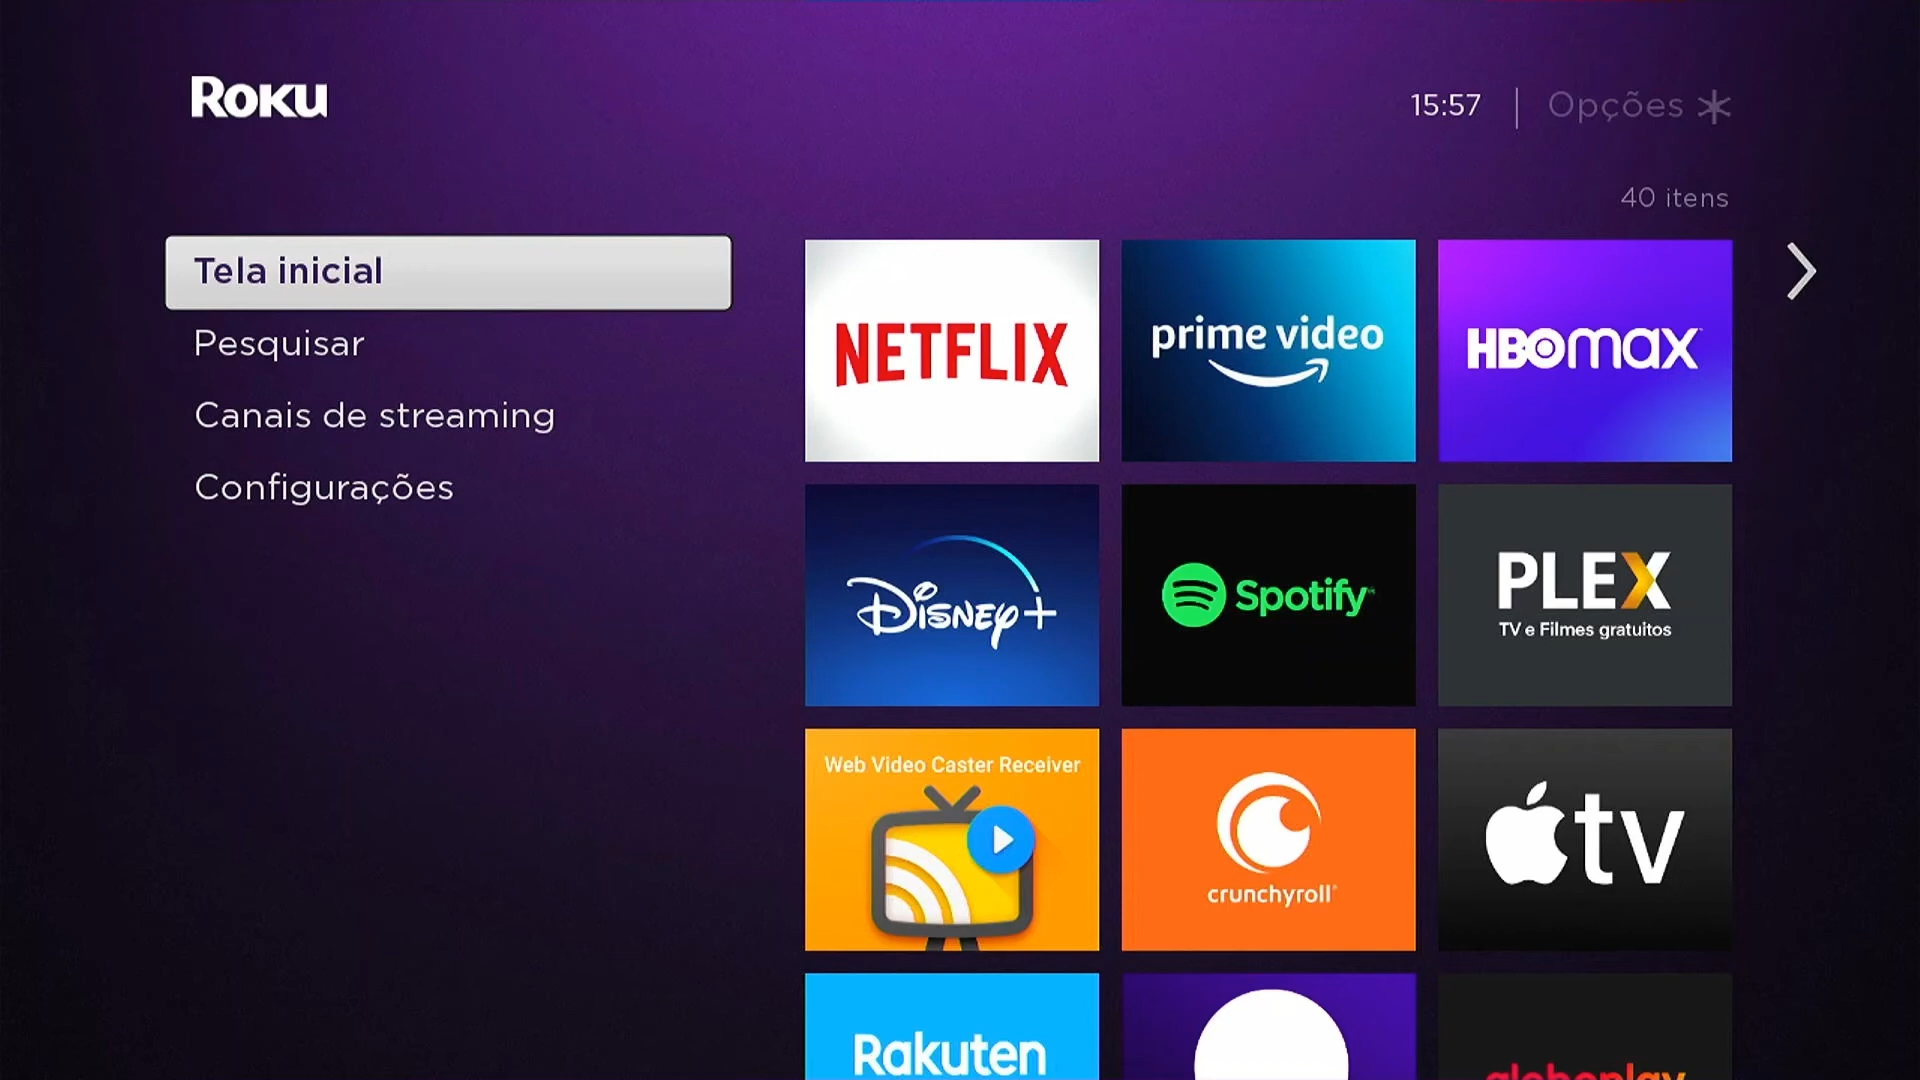 Roku
15:57
Opções
40 itens
Tela inicial
Pesquisar
Canais de streaming
Configurações
NETFLIX
prime video
HBOmax
Disney+
Spotify
PLEX
TV e Filmes gratuitos
Web Video Caster Receiver
crunchyroll
tv
Rakuten
globoplay